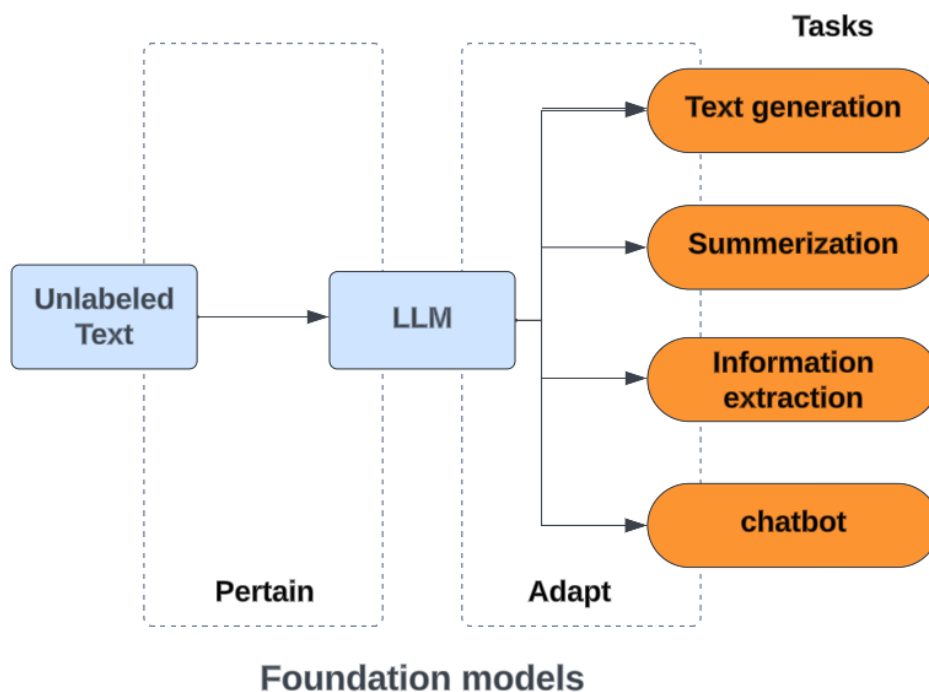 Tasks
Text generation
Summerization
Unlabeled
Text
LLM
Information
extraction
chatbot
Pertain
Adapt
Foundation models